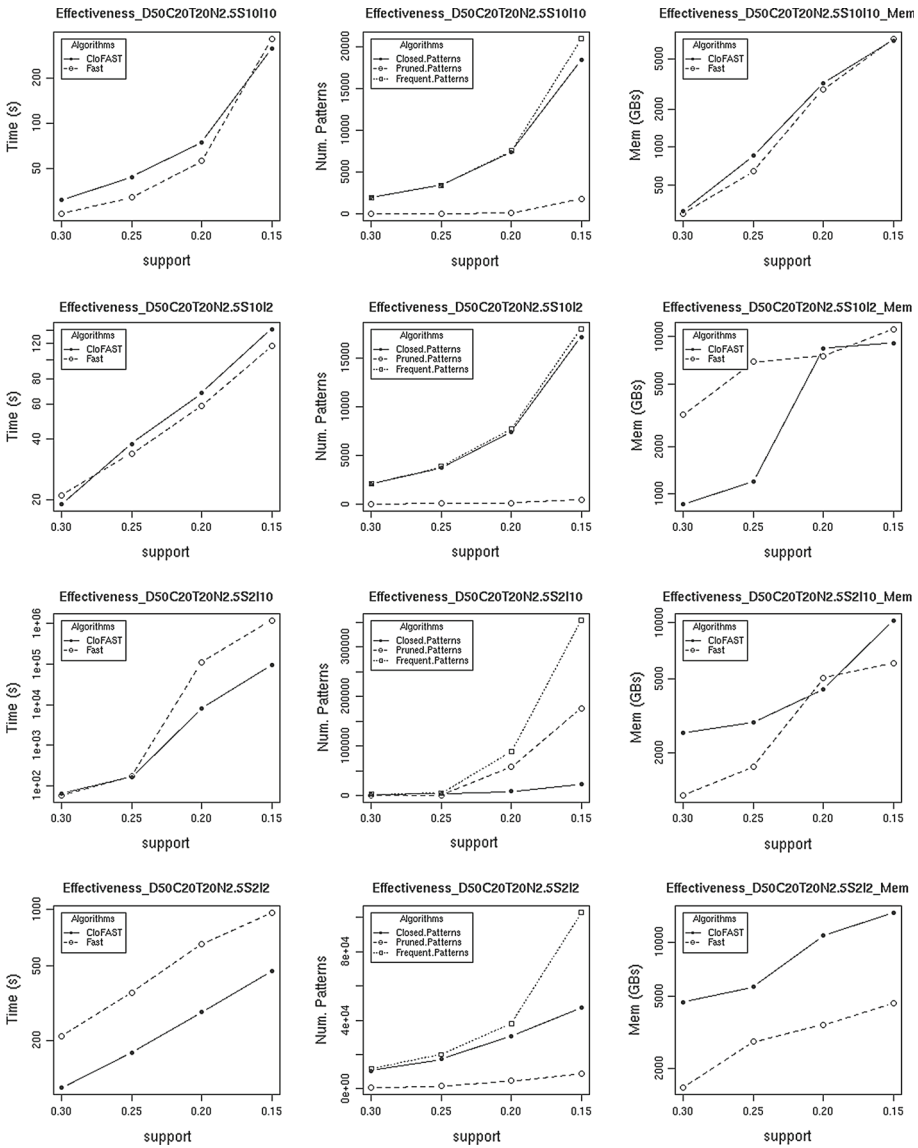 Effectiveness_D50C20T20N2.5S10I10
Time (s)
50 100 200
Algorithms
CloFAST
Fast
0.30 0.25 0.20 0.15
support
Effectiveness_D50C20T20N2.5S10I10
Num. Patterns
0 5000 10000 15000 20000
Algorithms
Closed.Patterns
Pruned.Patterns
Frequent.Patterns
0.30 0.25 0.20 0.15
support
Effectiveness_D50C20T20N2.5S10I10_Mem
Mem (GBs)
500 1000 2000 5000
Algorithms
CloFAST
Fast
0.30 0.25 0.20 0.15
support
Effectiveness_D50C20T20N2.5S10I2
Time (s)
20 40 60 80 120
Algorithms
CloFAST
Fast
0.30 0.25 0.20 0.15
support
Effectiveness_D50C20T20N2.5S10I2
Num. Patterns
0 5000 10000 15000
Algorithms
Closed.Patterns
Pruned.Patterns
Frequent.Patterns
0.30 0.25 0.20 0.15
support
Effectiveness_D50C20T20N2.5S10I2_Mem
Mem (GBs)
1000 2000 5000 10000
Algorithms
CloFAST
Fast
0.30 0.25 0.20 0.15
support
Effectiveness_D50C20T20N2.5S2I10
Time (s)
1e+02 1e+03 1e+04 1e+05 1e+06
Algorithms
CloFAST
Fast
0.30 0.25 0.20 0.15
support
Effectiveness_D50C20T20N2.5S2I10
Num. Patterns
0 100000 200000 300000
Algorithms
Closed.Patterns
Pruned.Patterns
Frequent.Patterns
0.30 0.25 0.20 0.15
support
Effectiveness_D50C20T20N2.5S2I10_Mem
Mem (GBs)
2000 5000 10000
Algorithms
CloFAST
Fast
0.30 0.25 0.20 0.15
support
Effectiveness_D50C20T20N2.5S2I2
Time (s)
200 500 1000
Algorithms
CloFAST
Fast
0.30 0.25 0.20 0.15
support
Effectiveness_D50C20T20N2.5S2I2
Num. Patterns
0e+00 4e+04 8e+04
Algorithms
Closed.Patterns
Pruned.Patterns
Frequent.Patterns
0.30 0.25 0.20 0.15
support
Effectiveness_D50C20T20N2.5S2I2_Mem
Mem (GBs)
2000 5000 10000
Algorithms
CloFAST
Fast
0.30 0.25 0.20 0.15
support